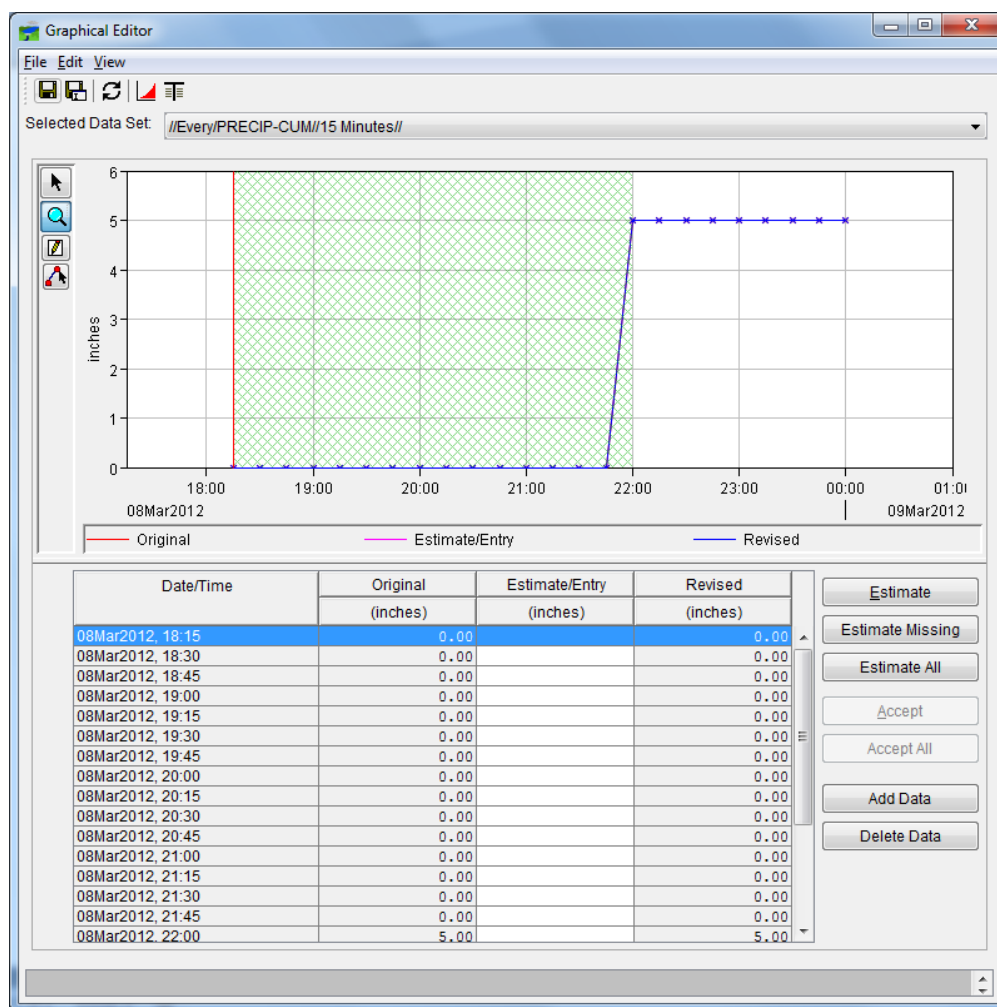 Graphical Editor
File Edit View
Selected Data Set: //Every/PRECIP-CUM//15 Minutes//
6
5
4
3
2
1
0
inches
18:00 19:00 20:00 21:00 22:00 23:00 00:00 01:0
08Mar2012 09Mar2012
Original Estimate/Entry Revised
Date/Time Original Estimate/Entry Revised
(inches) (inches) (inches)
08Mar2012, 18:15 0.00 0.00
08Mar2012, 18:30 0.00 0.00
08Mar2012, 18:45 0.00 0.00
08Mar2012, 19:00 0.00 0.00
08Mar2012, 19:15 0.00 0.00
08Mar2012, 19:30 0.00 0.00
08Mar2012, 19:45 0.00 0.00
08Mar2012, 20:00 0.00 0.00
08Mar2012, 20:15 0.00 0.00
08Mar2012, 20:30 0.00 0.00
08Mar2012, 20:45 0.00 0.00
08Mar2012, 21:00 0.00 0.00
08Mar2012, 21:15 0.00 0.00
08Mar2012, 21:30 0.00 0.00
08Mar2012, 21:45 0.00 0.00
08Mar2012, 22:00 5.00 5.00
Estimate
Estimate Missing
Estimate All
Accept
Accept All
Add Data
Delete Data